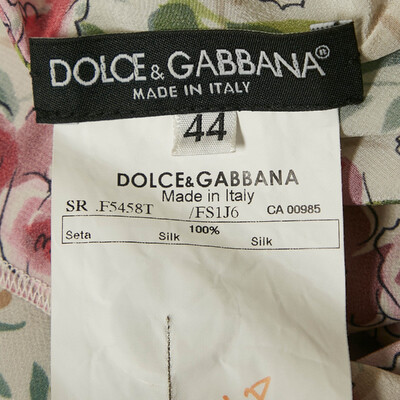 DOLCE & GABBANA®
MADE IN ITALY
44
DOLCE&GABBANA
Made in Italy
SR .F5458T /FS1J6 CA 00985
100%
Seta Silk Silk